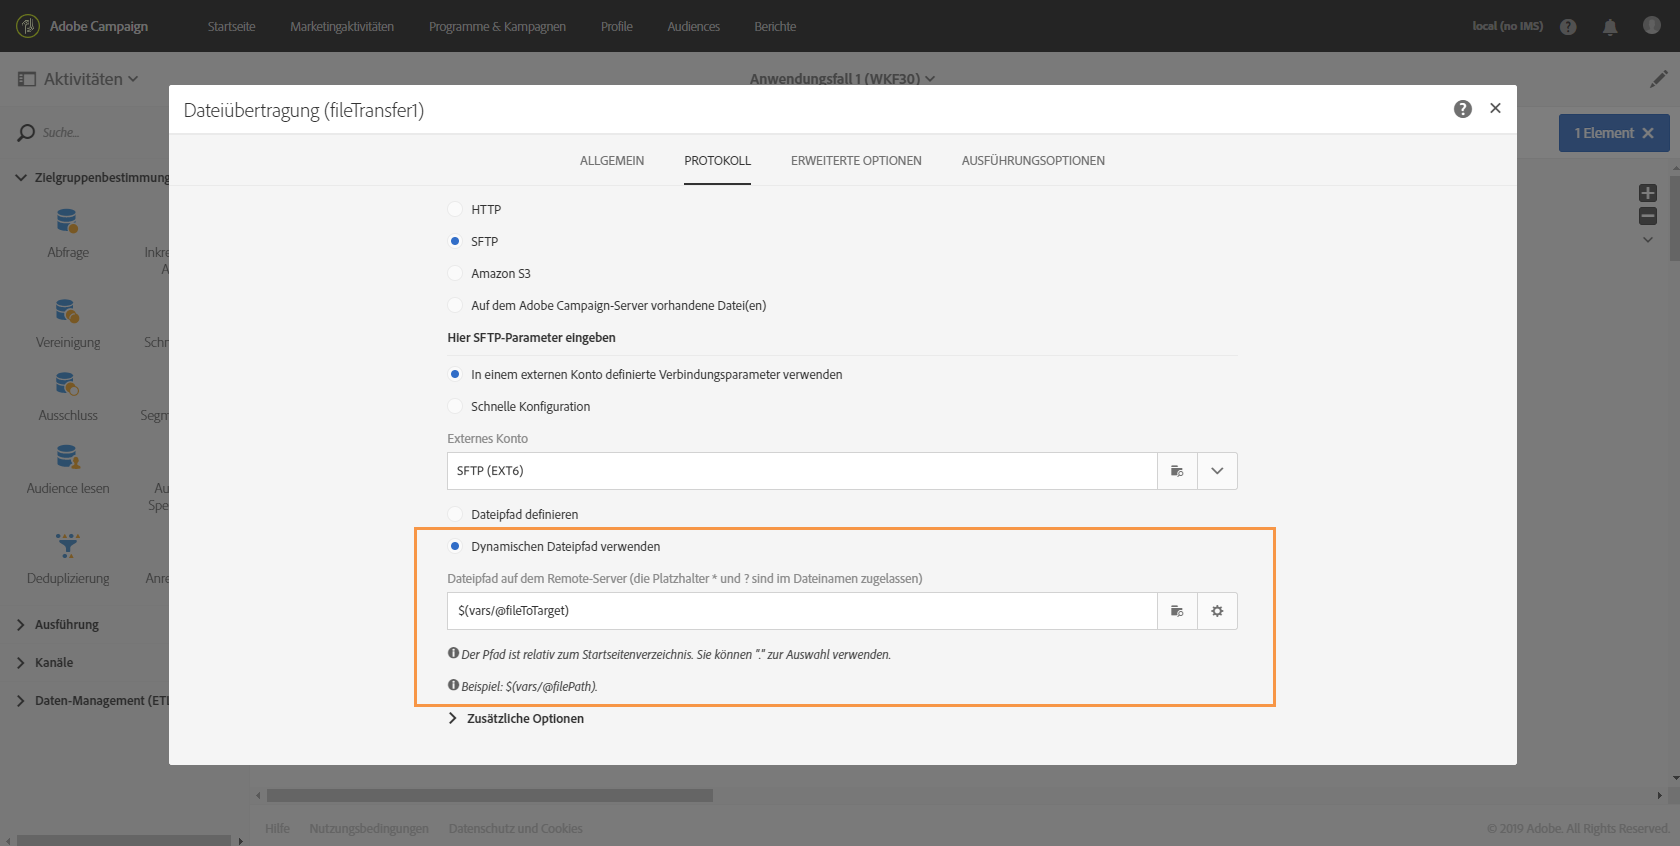 Adobe Campaign
Startseite
Marketingaktivitäten
Programme & Kampagnen
Profile
Audiences
Berichte
local (no IMS)
Aktivitäten
Anwendungsfall 1 (WKF30)
Suche...
1 Element
Dateiübertragung (fileTransfer1)
ALLGEMEIN
PROTOKOLL
ERWEITERTE OPTIONEN
AUSFÜHRUNGSOPTIONEN
Zielgruppenbestimmung
Abfrage
Inkre
A
Vereinigung
Schr
Ausschluss
Segm
Audience lesen
Au
Spe
Deduplizierung
Anre
Ausführung
Kanäle
Daten-Management (ETL
HTTP
SFTP
Amazon S3
Auf dem Adobe Campaign-Server vorhandene Datei(en)
Hier SFTP-Parameter eingeben
In einem externen Konto definierte Verbindungsparameter verwenden
Schnelle Konfiguration
Externes Konto
SFTP (EXT6)
Dateipfad definieren
Dynamischen Dateipfad verwenden
Dateipfad auf dem Remote-Server (die Platzhalter * und ? sind im Dateinamen zugelassen)
$(vars/@fileToTarget)
Der Pfad ist relativ zum Startseitenverzeichnis. Sie können "." zur Auswahl verwenden.
Beispiel: $(vars/@filePath).
Zusätzliche Optionen
Hilfe
Nutzungsbedingungen
Datenschutz und Cookies
© 2019 Adobe. All Rights Reserved.